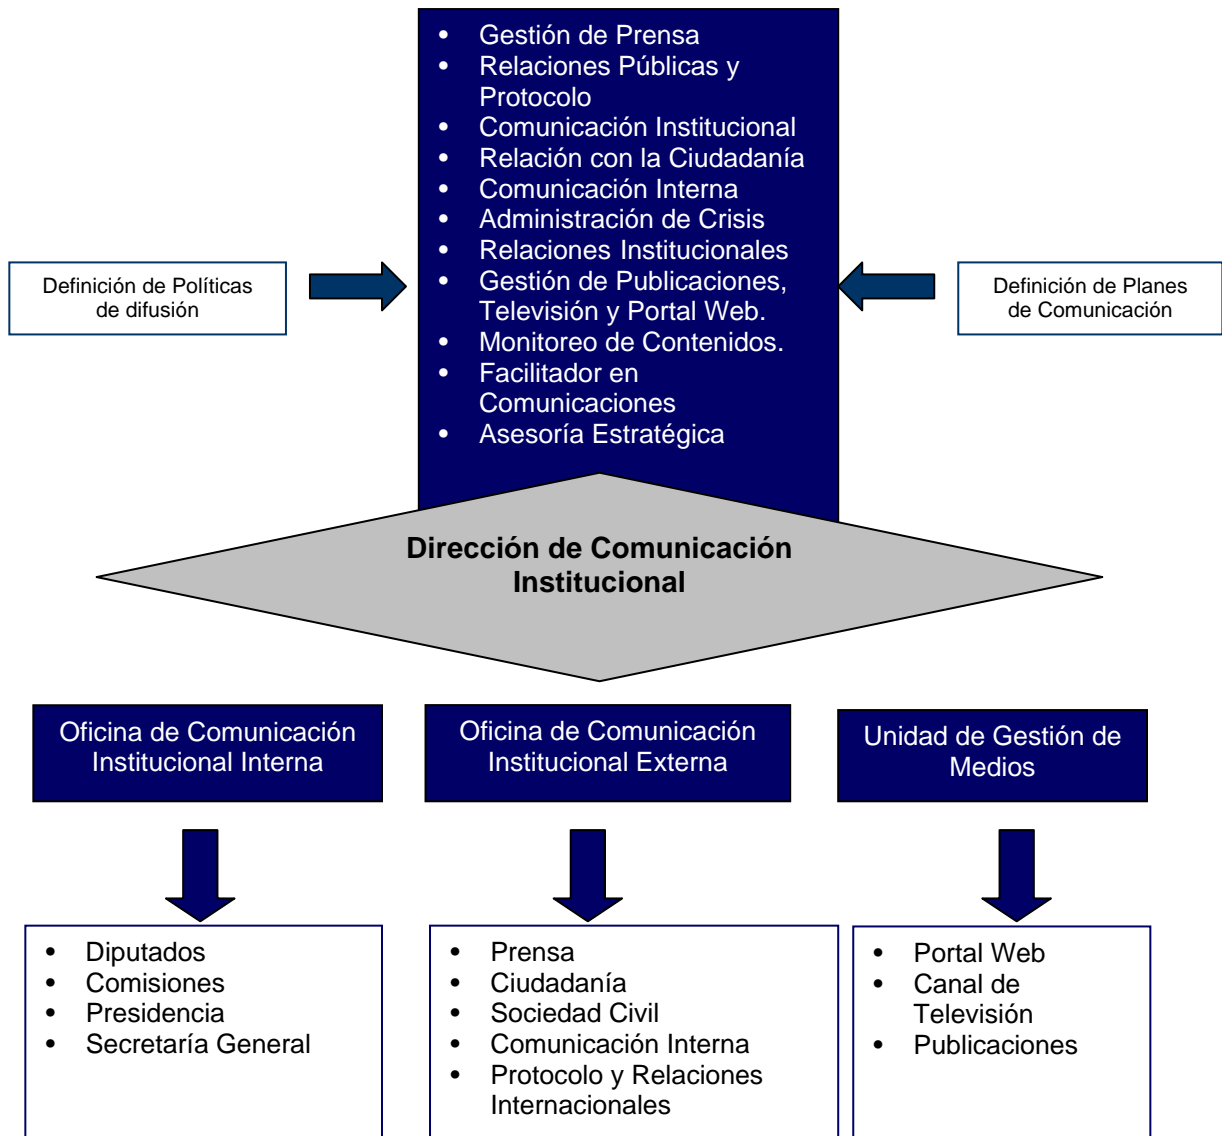 • Gestión de Prensa
• Relaciones Públicas y
Protocolo
• Comunicación Institucional
• Relación con la Ciudadanía
• Comunicación Interna
• Administración de Crisis
• Relaciones Institucionales
• Gestión de Publicaciones,
Televisión y Portal Web.
• Monitoreo de Contenidos.
• Facilitador en
Comunicaciones
• Asesoría Estratégica
Definición de Políticas
de difusión
Definición de Planes
de Comunicación
Dirección de Comunicación
Institucional
Oficina de Comunicación
Institucional Interna
Oficina de Comunicación
Institucional Externa
Unidad de Gestión de
Medios
• Diputados
• Comisiones
• Presidencia
• Secretaría General
• Prensa
• Ciudadanía
• Sociedad Civil
• Comunicación Interna
• Protocolo y Relaciones
Internacionales
• Portal Web
• Canal de
Televisión
• Publicaciones